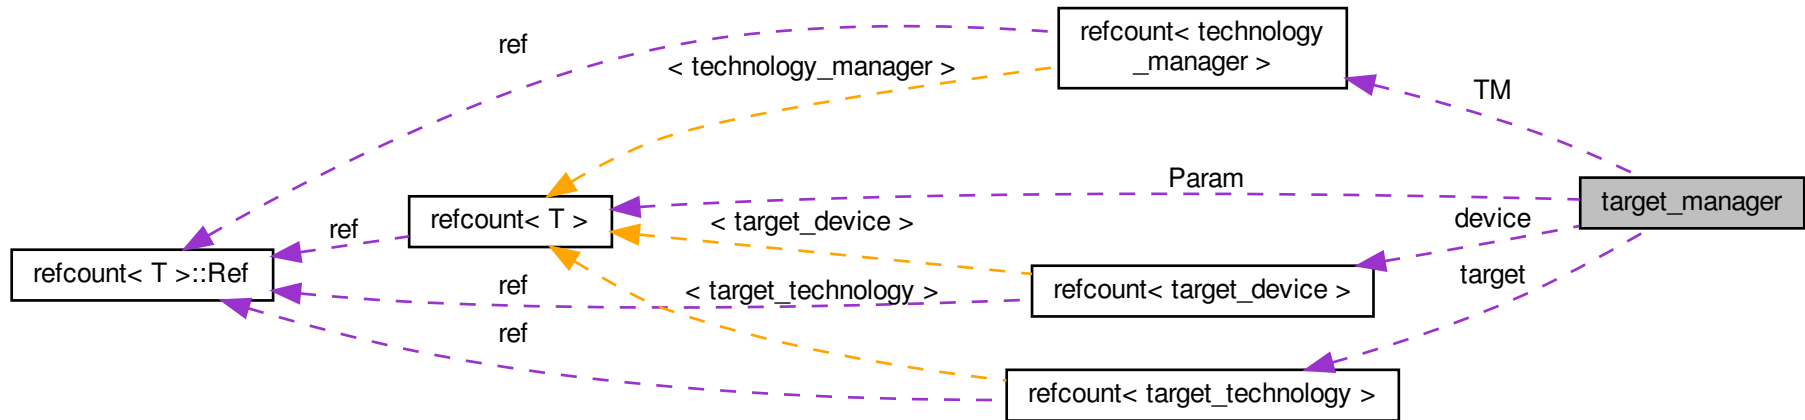 refcount< technology
_manager >
ref
< technology_manager >
TM
Param
target_manager
refcount< T >
< target_device >
device
ref
refcount< T >::Ref
target
refcount< target_device >
ref
< target_technology >
ref
refcount< target_technology >